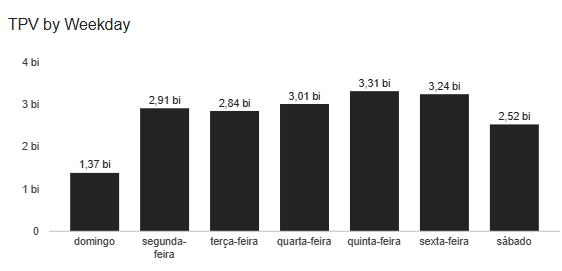 TPV by Weekday
4 bi
3 bi
2 bi
1 bi
0
1,37 bi
2,91 bi
2,84 bi
3,01 bi
3,31 bi
3,24 bi
2,52 bi
domingo
segunda-
feira
terça-feira
quarta-feira
quinta-feira
sexta-feira
sábado